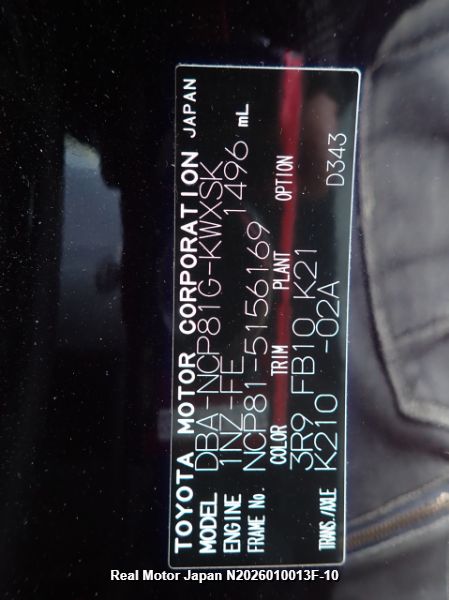 TOYOTA MOTOR CORPORATION JAPAN
MODEL DBA-NCP81G-KWXSK
ENGINE 1NZ-FE 1496 mL
FRAME No. NCP81-5156169
COLOR TRIM PLANT OPTION
3R9 FB10 K21
TRANS./AXLE K210 -02A D343
Real Motor Japan N2026010013F-10